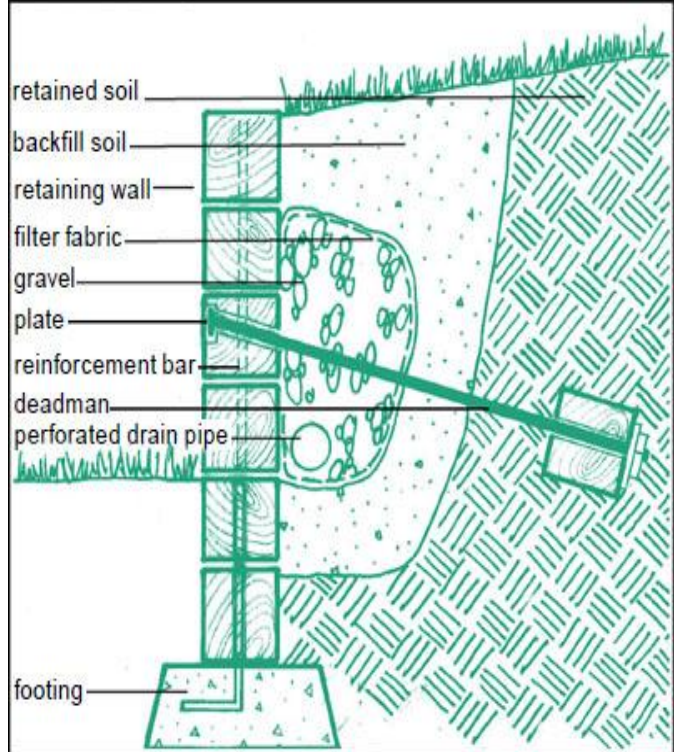 retained soil
backfill soil
retaining wall
filter fabric
gravel
plate
reinforcement bar
deadman
perforated drain pipe
footing